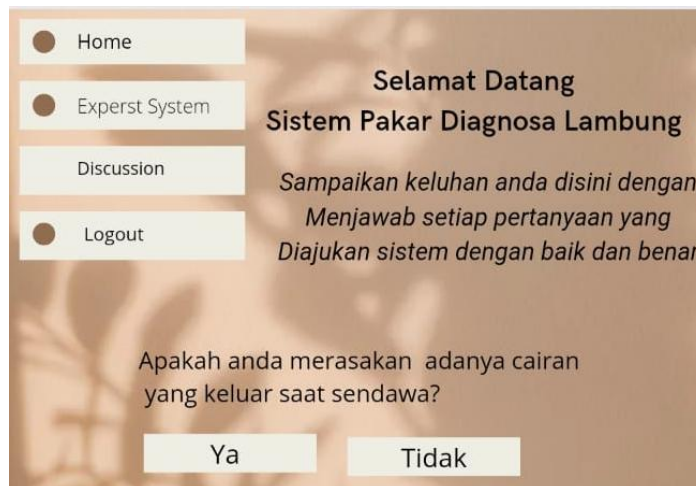 Home
Experst System
Discussion
Logout
Selamat Datang
Sistem Pakar Diagnosa Lambung
Sampaikan keluhan anda disini dengan
Menjawab setiap pertanyaan yang
Diajukan sistem dengan baik dan benar
Apakah anda merasakan adanya cairan
yang keluar saat sendawa?
Ya
Tidak